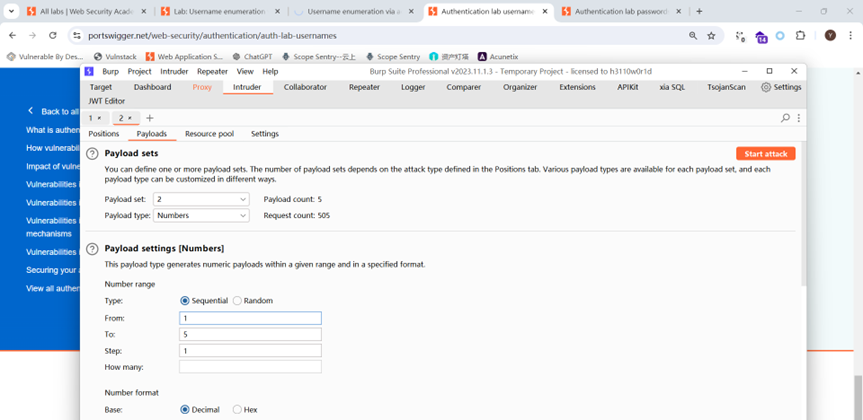 All labs | Web Security Acade
Lab: Username enumeration
Username enumeration via a
Authentication lab username
Authentication lab password
portswigger.net/web-security/authentication/auth-lab-usernames
Vulnerable By Des...
Vulnstack
Web Application S...
ChatGPT
Scope Sentry--云上
Scope Sentry
资产灯塔
Acunetix
Burp Project Intruder Repeater View Help
Burp Suite Professional v2023.11.1.3 - Temporary Project - licensed to h3110w0r1d
Target Dashboard Proxy Intruder Collaborator Repeater Logger Comparer Organizer Extensions APIKit xia SQL TsojanScan Settings
JWT Editor
1 × 2 × +
Positions Payloads Resource pool Settings
Back to all
What is authen
How vulnerabil
Impact of vulne
Vulnerabilities i
Vulnerabilities i
Vulnerabilities i
mechanisms
Vulnerabilities i
Securing your a
View all authen
Payload sets
Start attack
You can define one or more payload sets. The number of payload sets depends on the attack type defined in the Positions tab. Various payload types are available for each payload set, and each
payload type can be customized in different ways.
Payload set: 2 Payload count: 5
Payload type: Numbers Request count: 505
Payload settings [Numbers]
This payload type generates numeric payloads within a given range and in a specified format.
Number range
Type: Sequential Random
From: 1
To: 5
Step: 1
How many:
Number format
Base: Decimal Hex